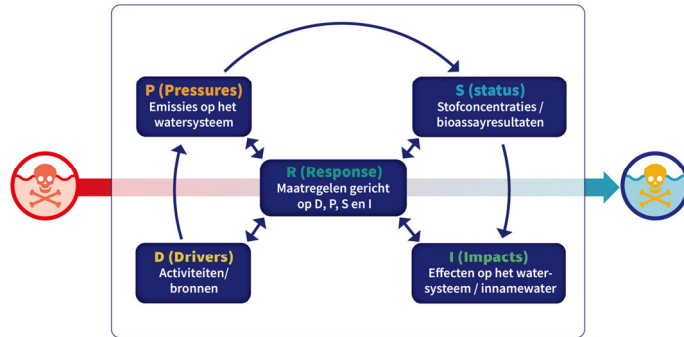 P (Pressures)
Emissies op het
watersysteem
S (status)
Stofconcentraties /
bioassayresultaten
R (Response)
Maatregelen gericht
op D, P, S en I
D (Drivers)
Activiteiten/
bronnen
I (Impacts)
Effecten op het water-
systeem / innamewater